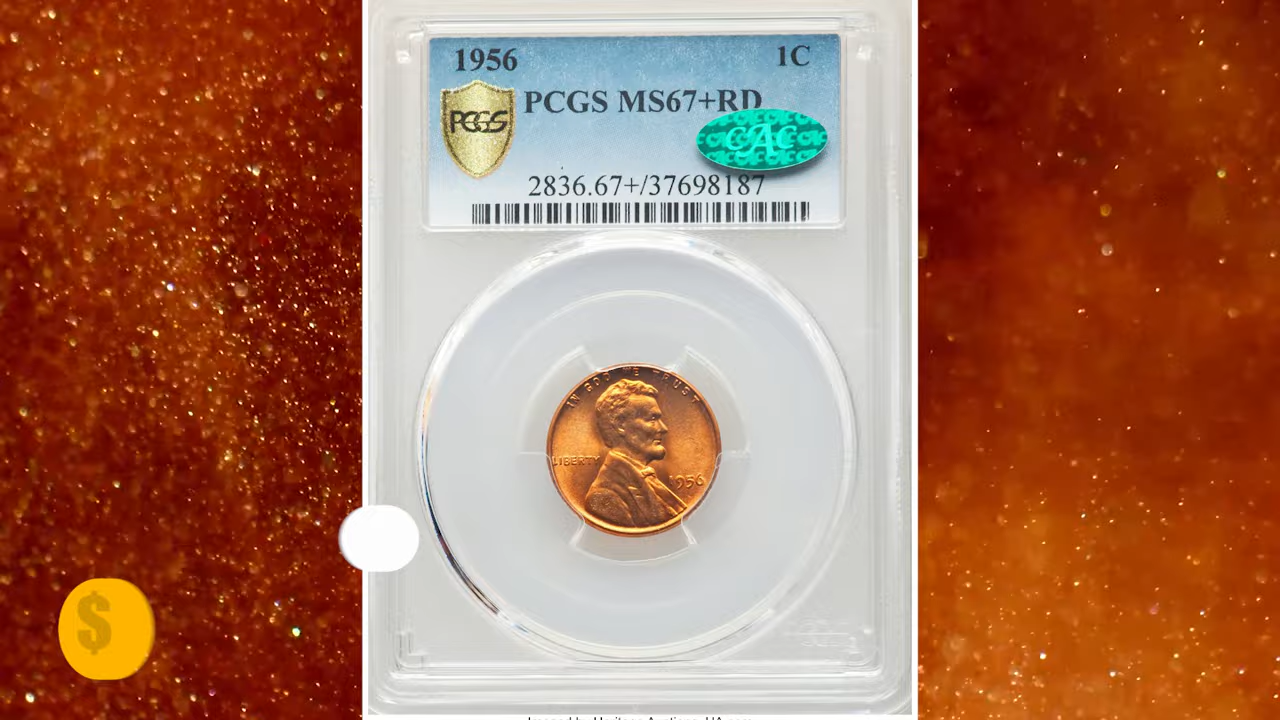 1956 1C
PCGS MS67+RD
PCGS
CAC
2836.67+/37698187
IN GOD WE TRUST
LIBERTY
1956
$